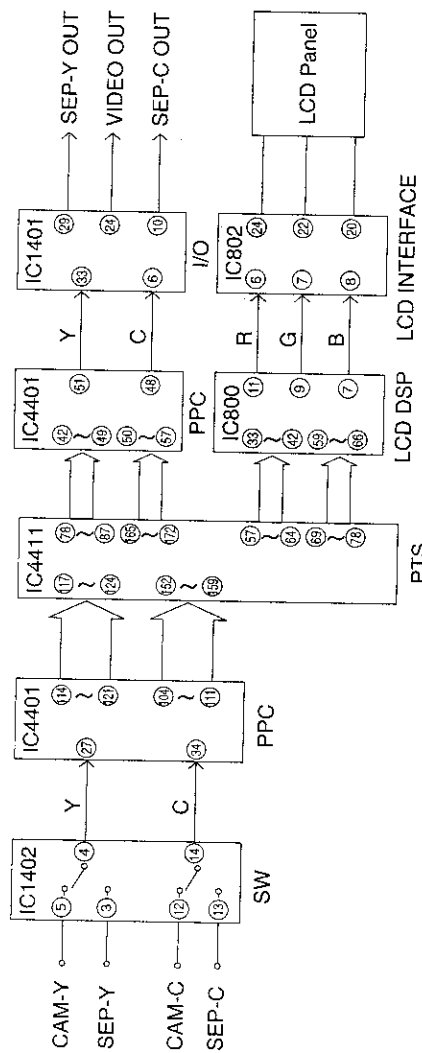 CAM-Y
SEP-Y
CAM-C
SEP-C
IC1402
5
4
3
12
14
13
SW
Y
C
IC4401
27
114
~
121
34
104
~
111
PPC
IC4411
117
~
124
152
~
159
78
~
87
165
~
172
57
~
64
69
~
78
PTS
IC4401
42
~
49
50
~
57
51
48
PPC
Y
C
IC1401
33
6
29
24
10
I/O
SEP-Y OUT
VIDEO OUT
SEP-C OUT
IC800
33
~
42
59
~
66
11
9
7
LCD DSP
R
G
B
IC802
6
7
8
24
22
20
LCD INTERFACE
LCD Panel